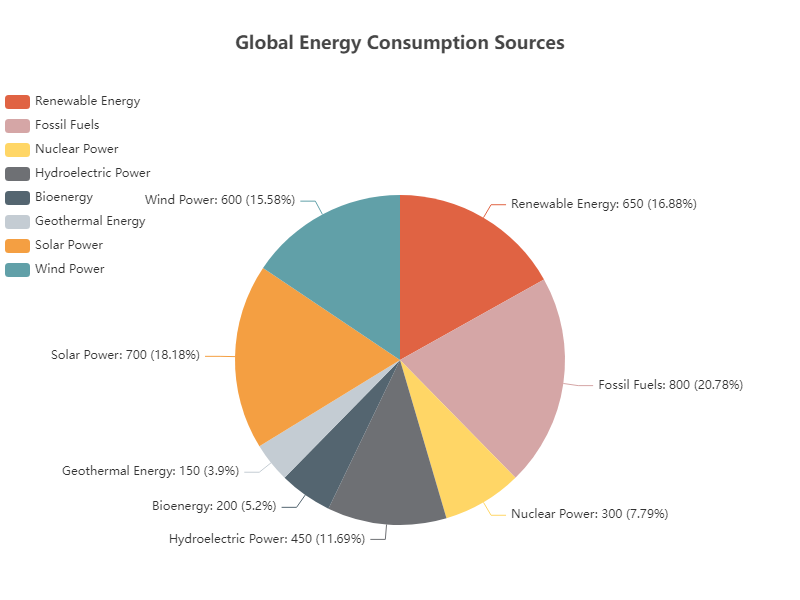 Global Energy Consumption Sources
Renewable Energy
Fossil Fuels
Nuclear Power
Hydroelectric Power
Bioenergy
Geothermal Energy
Solar Power
Wind Power
Wind Power: 600 (15.58%)
Renewable Energy: 650 (16.88%)
Solar Power: 700 (18.18%)
Fossil Fuels: 800 (20.78%)
Geothermal Energy: 150 (3.9%)
Bioenergy: 200 (5.2%)
Nuclear Power: 300 (7.79%)
Hydroelectric Power: 450 (11.69%)